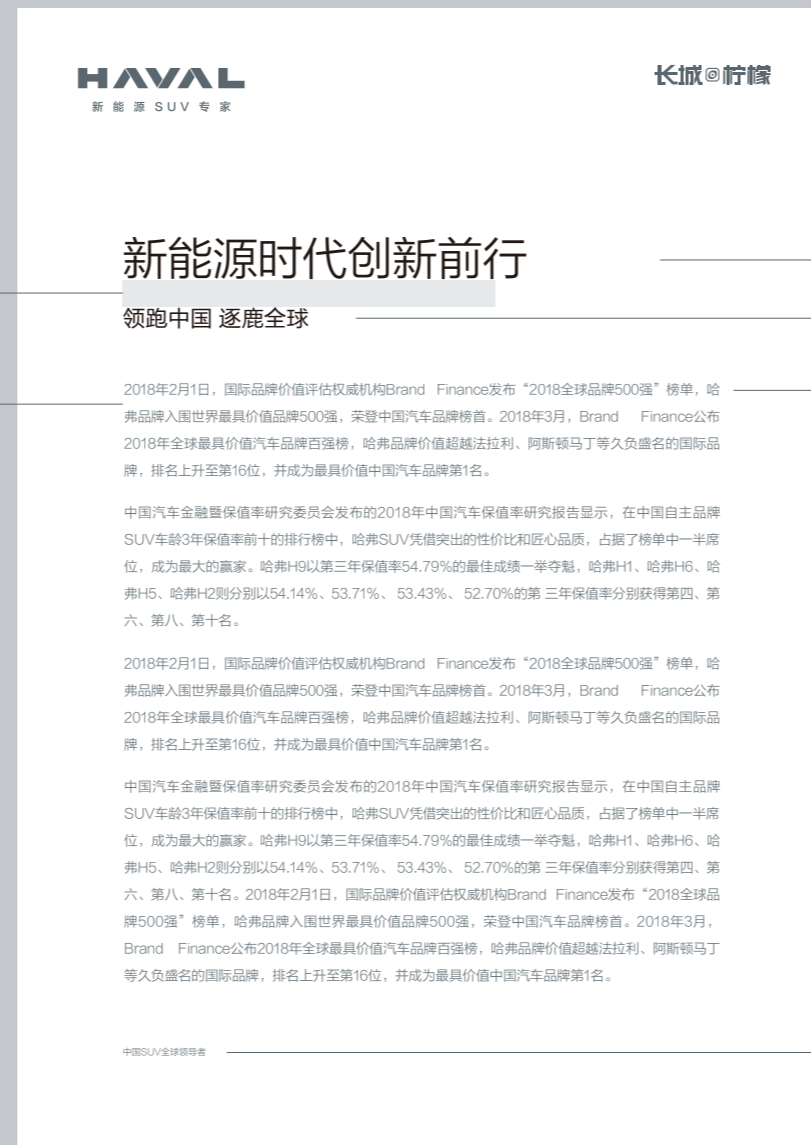 HAVAL
新能源SUV专家
长城柠檬
新能源时代创新前行
领跑中国 逐鹿全球
2018年2月1日，国际品牌价值评估权威机构Brand Finance发布“2018全球品牌500强”榜单，哈
弗品牌入围世界最具价值品牌500强，荣登中国汽车品牌榜首。2018年3月，Brand Finance公布
2018年全球最具价值汽车品牌百强榜，哈弗品牌价值超越法拉利、阿斯顿马丁等久负盛名的国际品
牌，排名上升至第16位，并成为最具价值中国汽车品牌第1名。
中国汽车金融暨保值率研究委员会发布的2018年中国汽车保值率研究报告显示，在中国自主品牌
SUV车龄3年保值率前十的排行榜中，哈弗SUV凭借突出的性价比和匠心品质，占据了榜单中一半席
位，成为最大的赢家。哈弗H9以第三年保值率54.79%的最佳成绩一举夺魁，哈弗H1、哈弗H6、哈
弗H5、哈弗H2则分别以54.14%、53.71%、 53.43%、 52.70%的第 三年保值率分别获得第四、第
六、第八、第十名。
2018年2月1日，国际品牌价值评估权威机构Brand Finance发布“2018全球品牌500强”榜单，哈
弗品牌入围世界最具价值品牌500强，荣登中国汽车品牌榜首。2018年3月，Brand Finance公布
2018年全球最具价值汽车品牌百强榜，哈弗品牌价值超越法拉利、阿斯顿马丁等久负盛名的国际品
牌，排名上升至第16位，并成为最具价值中国汽车品牌第1名。
中国汽车金融暨保值率研究委员会发布的2018年中国汽车保值率研究报告显示，在中国自主品牌
SUV车龄3年保值率前十的排行榜中，哈弗SUV凭借突出的性价比和匠心品质，占据了榜单中一半席
位，成为最大的赢家。哈弗H9以第三年保值率54.79%的最佳成绩一举夺魁，哈弗H1、哈弗H6、哈
弗H5、哈弗H2则分别以54.14%、53.71%、 53.43%、 52.70%的第 三年保值率分别获得第四、第
六、第八、第十名。2018年2月1日，国际品牌价值评估权威机构Brand Finance发布“2018全球品
牌500强”榜单，哈弗品牌入围世界最具价值品牌500强，荣登中国汽车品牌榜首。2018年3月，
Brand Finance公布2018年全球最具价值汽车品牌百强榜，哈弗品牌价值超越法拉利、阿斯顿马丁
等久负盛名的国际品牌，排名上升至第16位，并成为最具价值中国汽车品牌第1名。
中国SUV全球领导者